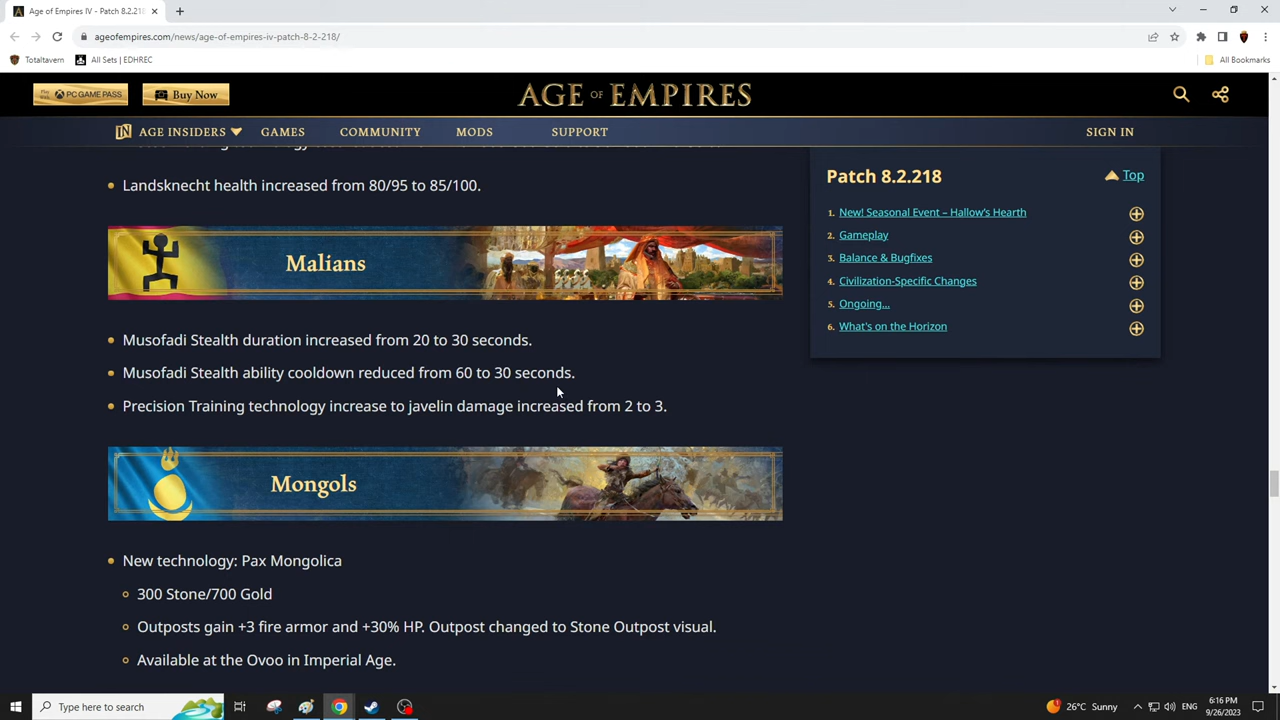 Age of Empires IV - Patch 8.2.218
ageofempires.com/news/age-of-empires-iv-patch-8-2-218/
Totaltavern
All Sets | EDHREC
All Bookmarks
PC GAME PASS
Buy Now
AGE OF EMPIRES
AGE INSIDERS
GAMES
COMMUNITY
MODS
SUPPORT
SIGN IN
Landsknecht health increased from 80/95 to 85/100.
Malians
Musofadi Stealth duration increased from 20 to 30 seconds.
Musofadi Stealth ability cooldown reduced from 60 to 30 seconds.
Precision Training technology increase to javelin damage increased from 2 to 3.
Mongols
New technology: Pax Mongolica
300 Stone/700 Gold
Outposts gain +3 fire armor and +30% HP. Outpost changed to Stone Outpost visual.
Available at the Ovoo in Imperial Age.
Patch 8.2.218
Top
1. New! Seasonal Event – Hallow's Hearth
2. Gameplay
3. Balance & Bugfixes
4. Civilization-Specific Changes
5. Ongoing...
6. What's on the Horizon
Type here to search
26°C Sunny
ENG
6:16 PM
9/26/2023